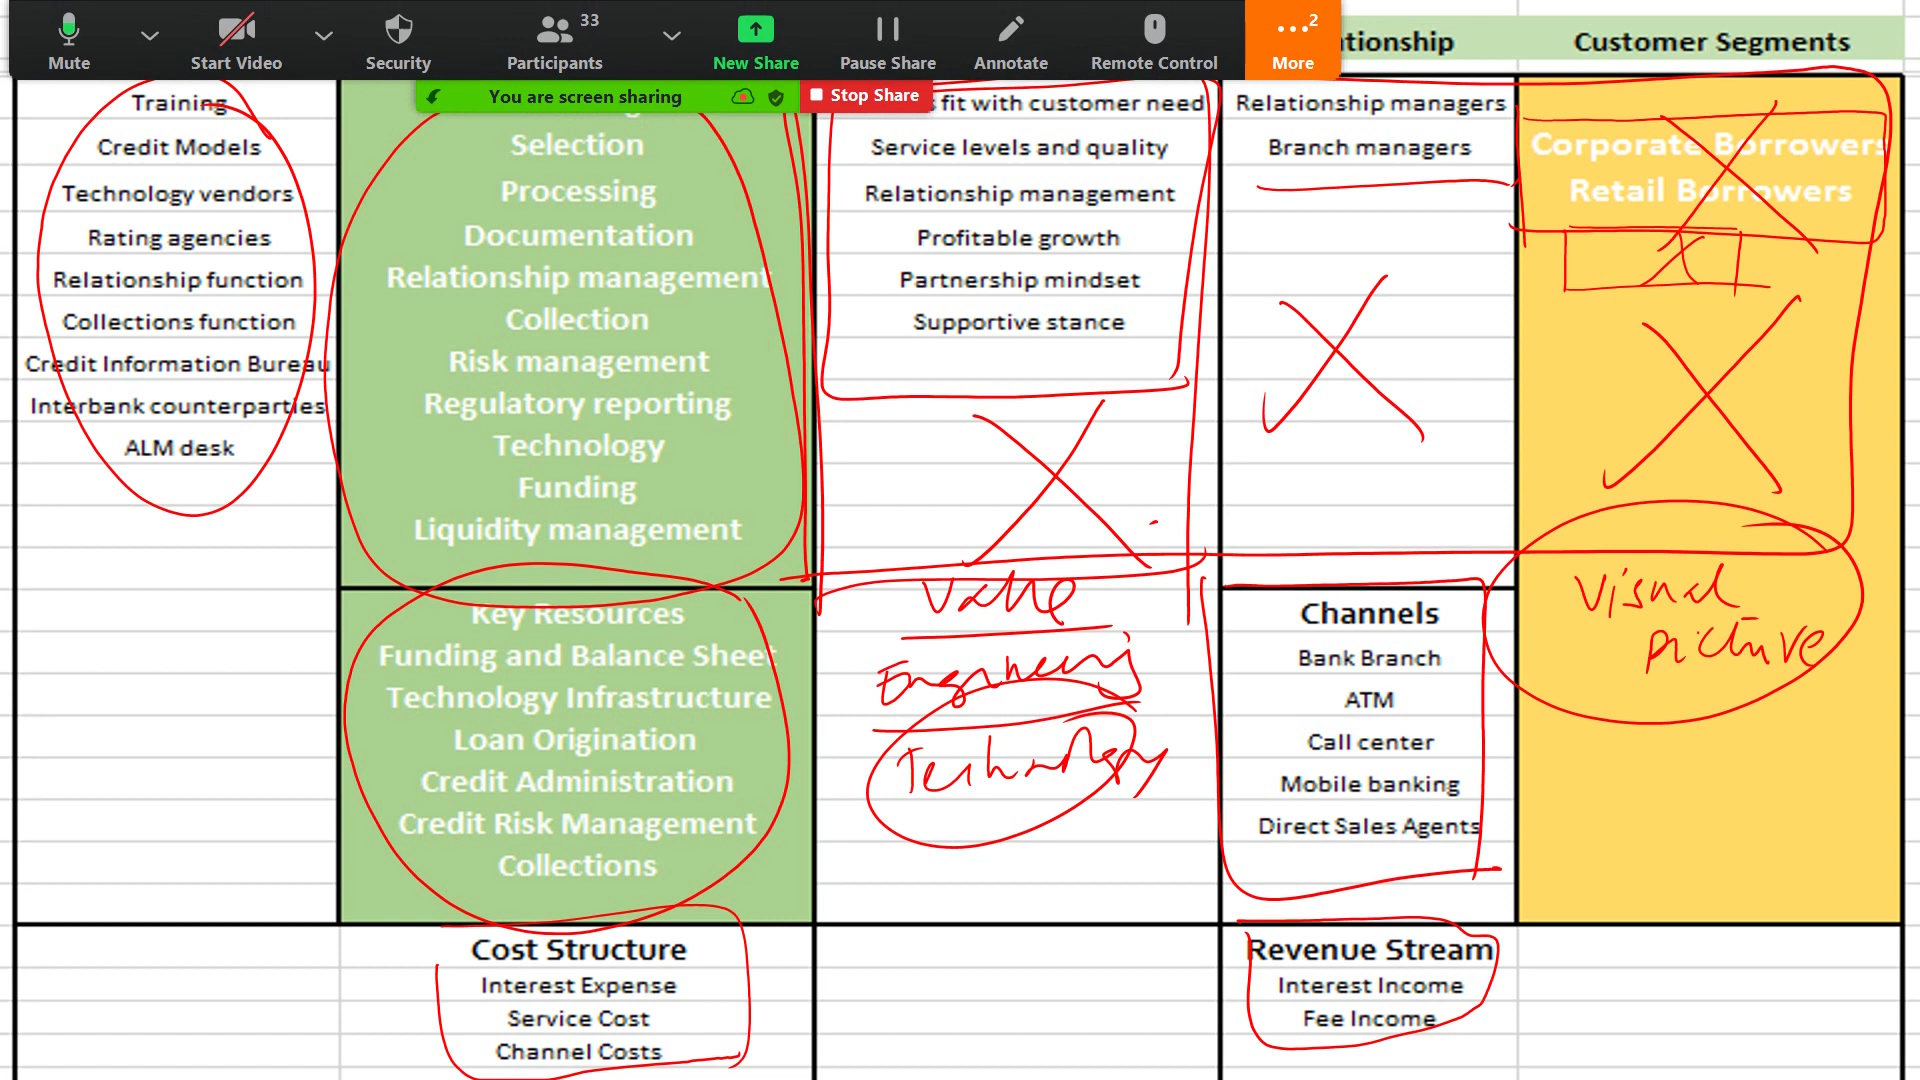 33
2
Mute
Start Video
Security
Participants
New Share
Pause Share
Annotate
Remote Control
More
You are screen sharing
Stop Share
tionship
Customer Segments
Training
Credit Models
Technology vendors
Rating agencies
Relationship function
Collections function
Credit Information Bureau
Interbank counterparties
ALM desk
Selection
Processing
Documentation
Relationship management
Collection
Risk management
Regulatory reporting
Technology
Funding
Liquidity management
Key Resources
Funding and Balance Sheet
Technology Infrastructure
Loan Origination
Credit Administration
Credit Risk Management
Collections
fit with customer need
Service levels and quality
Relationship management
Profitable growth
Partnership mindset
Supportive stance
Value
Engineering
Technology
Relationship managers
Branch managers
Channels
Bank Branch
ATM
Call center
Mobile banking
Direct Sales Agents
Corporate Borrowers
Retail Borrowers
Visual
picture
Cost Structure
Interest Expense
Service Cost
Channel Costs
Revenue Stream
Interest Income
Fee Income